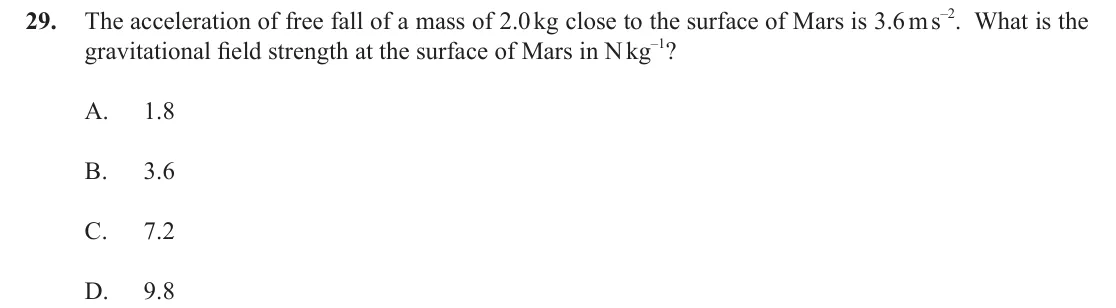 29. The acceleration of free fall of a mass of 2.0 kg close to the surface of Mars is 3.6 m s⁻². What is the
gravitational field strength at the surface of Mars in N kg⁻¹?
A. 1.8
B. 3.6
C. 7.2
D. 9.8